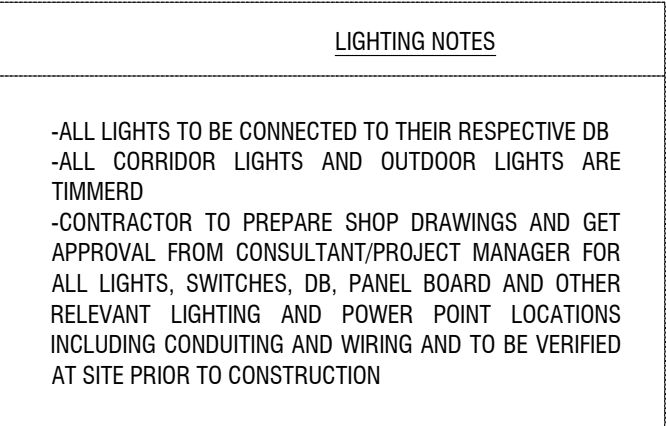 LIGHTING NOTES
-ALL LIGHTS TO BE CONNECTED TO THEIR RESPECTIVE DB
-ALL CORRIDOR LIGHTS AND OUTDOOR LIGHTS ARE
TIMMERD
-CONTRACTOR TO PREPARE SHOP DRAWINGS AND GET
APPROVAL FROM CONSULTANT/PROJECT MANAGER FOR
ALL LIGHTS, SWITCHES, DB, PANEL BOARD AND OTHER
RELEVANT LIGHTING AND POWER POINT LOCATIONS
INCLUDING CONDUITING AND WIRING AND TO BE VERIFIED
AT SITE PRIOR TO CONSTRUCTION